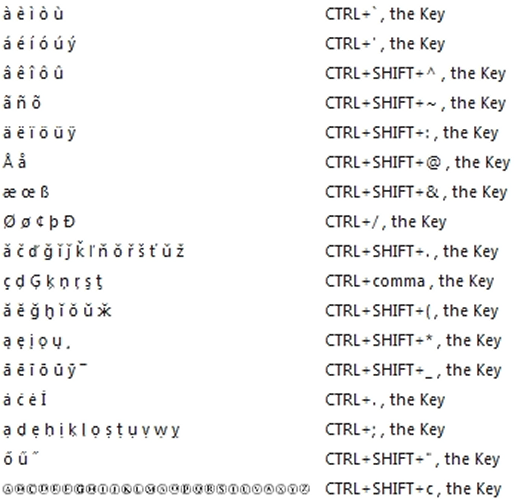 à è ì ò ù CTRL+`, the Key
á é í ó ú ý CTRL+', the Key
â ê î ô û CTRL+SHIFT+^ , the Key
ã ñ õ CTRL+SHIFT+~ , the Key
ä ë ï ö ü ÿ CTRL+SHIFT+: , the Key
Å å CTRL+SHIFT+@ , the Key
æ œ ß CTRL+SHIFT+& , the Key
Ø ø ¢ þ Ð CTRL+/ , the Key
ǎ č ď ǧ ǐ ǰ ǩ ľ ň ǒ ř š ť ǔ ž CTRL+SHIFT+. , the Key
ç ḑ Ģ ķ ņ ŗ ş ţ CTRL+comma , the Key
ă ĕ ğ ḫ ĭ ŏ ŭ ӂ CTRL+SHIFT+( , the Key
ą ę į ǫ ų ˛ CTRL+SHIFT+* , the Key
ā ē ī ō ū ȳ ¯ CTRL+SHIFT+_ , the Key
ȧ ċ ė İ CTRL+. , the Key
ạ ḍ ẹ ḥ ị ḳ ḷ ọ ṣ ṭ ụ ṿ ẉ ỵ CTRL+; , the Key
ő ű ˝ CTRL+SHIFT+" , the Key
CTRL+SHIFT+c , the Key